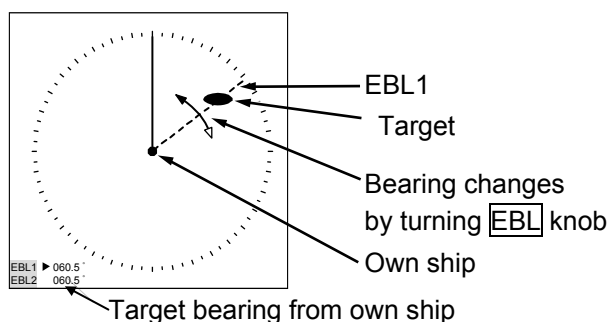 EBL1
Target
Bearing changes
by turning EBL knob
Own ship
EBL1 ▶ 060.5°
EBL2 060.5°
Target bearing from own ship